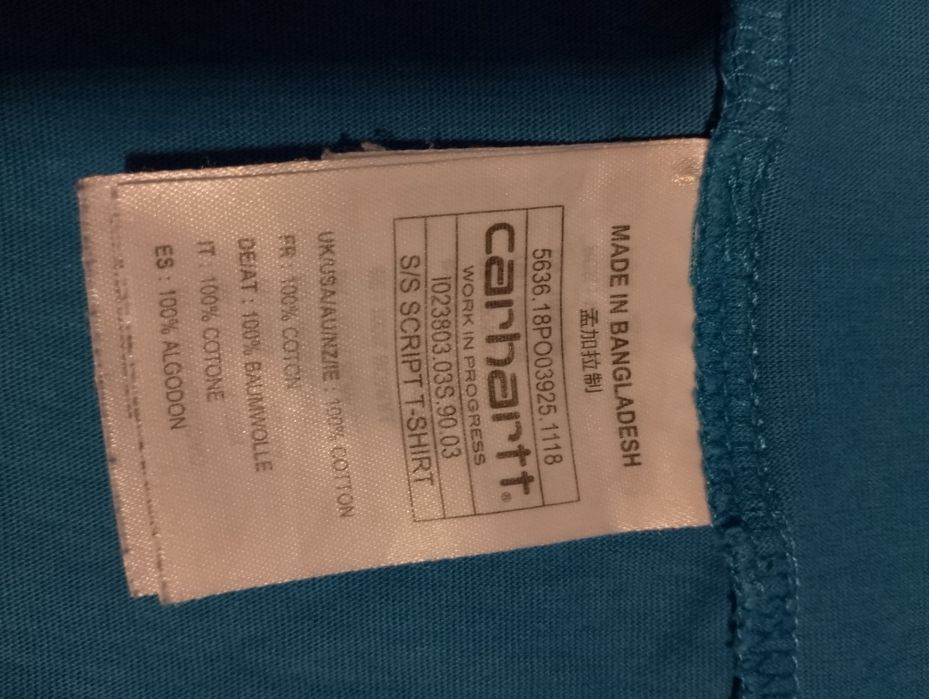 MADE IN BANGLADESH
孟加拉制
5636.18PO03925.1118
carhartt®
WORK IN PROGRESS
I023803.03S.90.03
S/S SCRIPT T-SHIRT
UK/USA/AU/NZ/IE : 100% COTTON
FR : 100% COTON
DE/AT : 100% BAUMWOLLE
IT : 100% COTONE
ES : 100% ALGODON